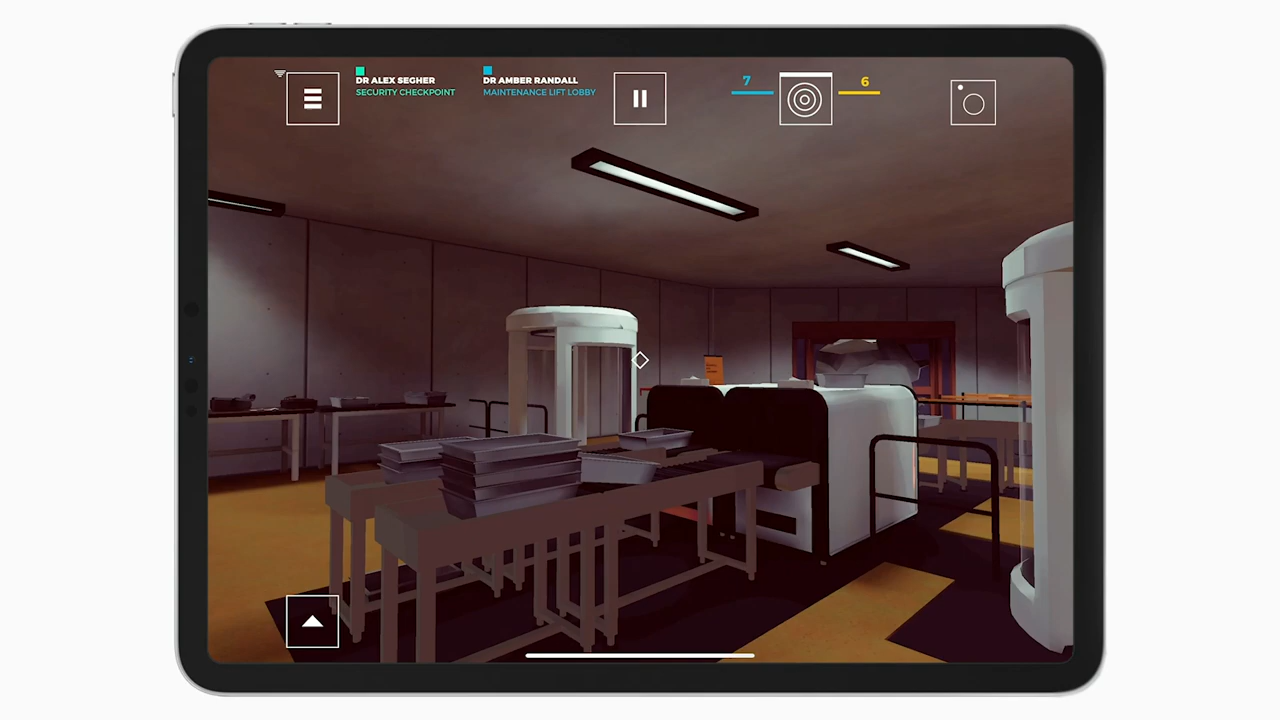 DR ALEX SEGHER
SECURITY CHECKPOINT
DR AMBER RANDALL
MAINTENANCE LIFT LOBBY
7
6